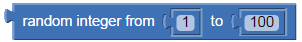 random integer from 1 to 100